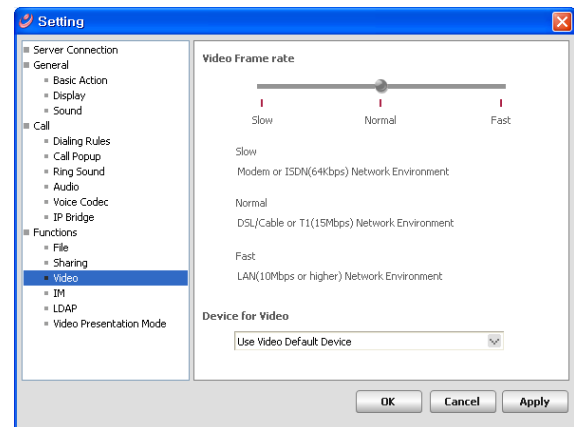 Setting
Server Connection
General
Basic Action
Display
Sound
Call
Dialing Rules
Call Popup
Ring Sound
Audio
Voice Codec
IP Bridge
Functions
File
Sharing
Video
IM
LDAP
Video Presentation Mode
Video Frame rate
Slow Normal Fast
Slow
Modem or ISDN(64Kbps) Network Environment
Normal
DSL/Cable or T1(15Mbps) Network Environment
Fast
LAN(10Mbps or higher) Network Environment
Device for Video
Use Video Default Device
OK Cancel Apply